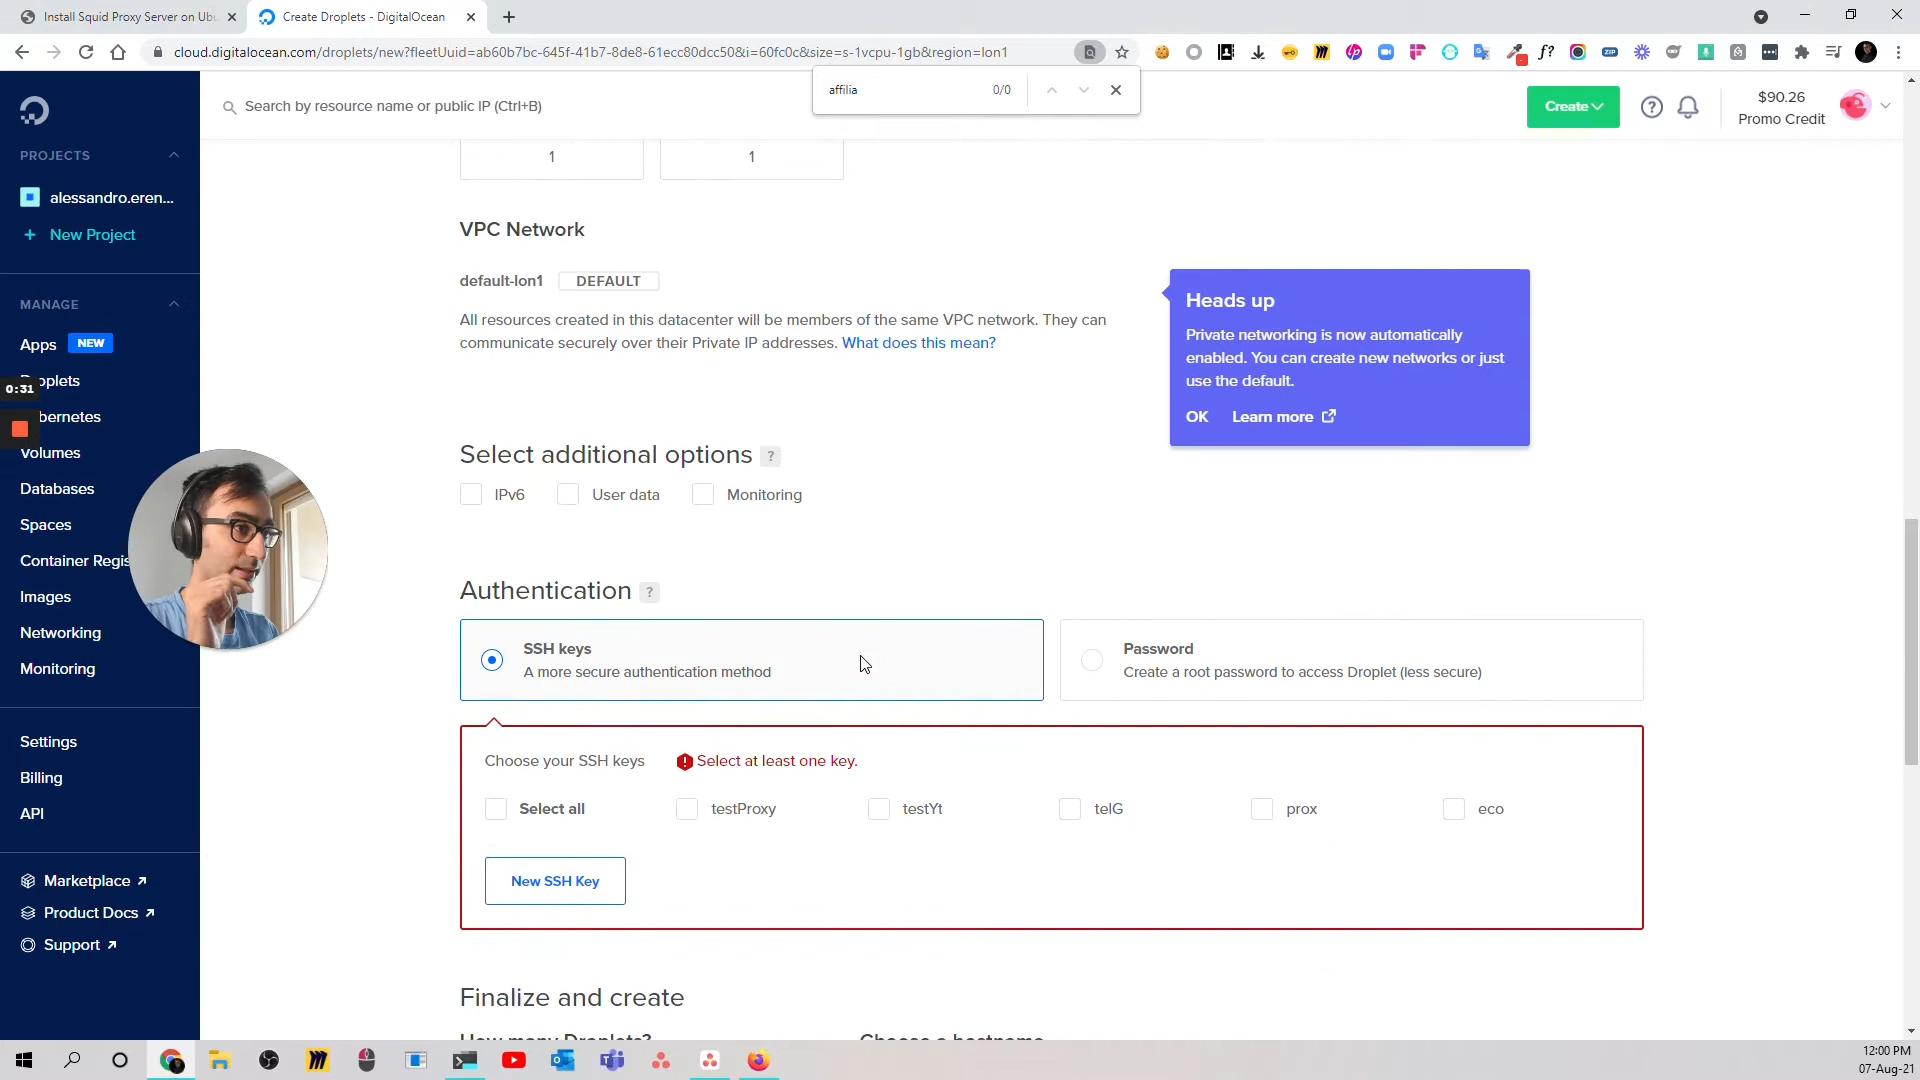 Install Squid Proxy Server on Ubu
Create Droplets - DigitalOcean
cloud.digitalocean.com/droplets/new?fleetUuid=ab60b7bc-645f-41b7-8de8-61ecc80dcc50&i=60fc0c&size=s-1vcpu-1gb&region=lon1
affilia
0/0
Search by resource name or public IP (Ctrl+B)
Create
$90.26
Promo Credit
PROJECTS
alessandro.eren...
+ New Project
MANAGE
Apps NEW
Droplets
0:31
bernetes
Volumes
Databases
Spaces
Container Regis
Images
Networking
Monitoring
Settings
Billing
API
Marketplace
Product Docs
Support
1
1
VPC Network
default-lon1 DEFAULT
All resources created in this datacenter will be members of the same VPC network. They can
communicate securely over their Private IP addresses. What does this mean?
Heads up
Private networking is now automatically
enabled. You can create new networks or just
use the default.
OK Learn more
Select additional options ?
IPv6 User data Monitoring
Authentication ?
SSH keys
A more secure authentication method
Password
Create a root password to access Droplet (less secure)
Choose your SSH keys Select at least one key.
Select all testProxy testYt telG prox eco
New SSH Key
Finalize and create
How many Droplets? Choose a hostname
12:00 PM
07-Aug-21